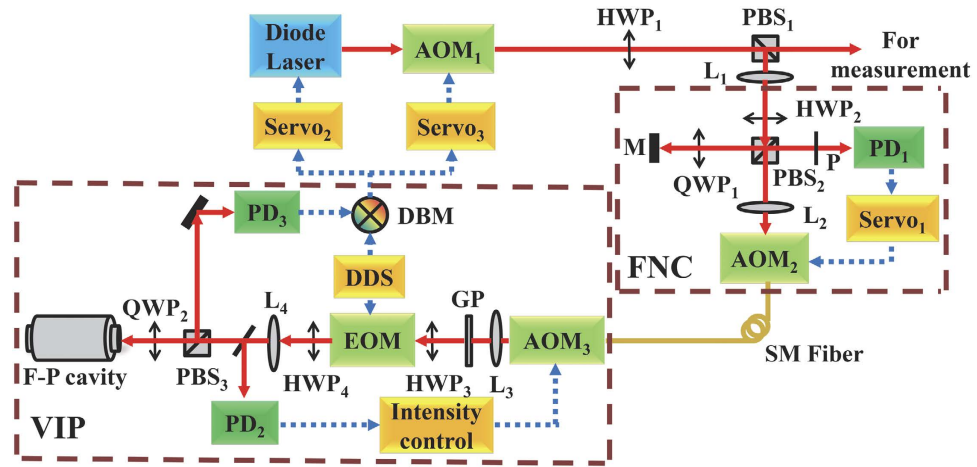 Diode
Laser
AOM₁
HWP₁
PBS₁
For
measurement
L₁
HWP₂
Servo₂
Servo₃
M
QWP₁
PBS₂
P
PD₁
L₂
Servo₁
AOM₂
FNC
PD₃
DBM
DDS
QWP₂
L₄
GP
EOM
AOM₃
SM Fiber
F-P cavity
PBS₃
HWP₄
HWP₃
L₃
PD₂
Intensity
control
VIP